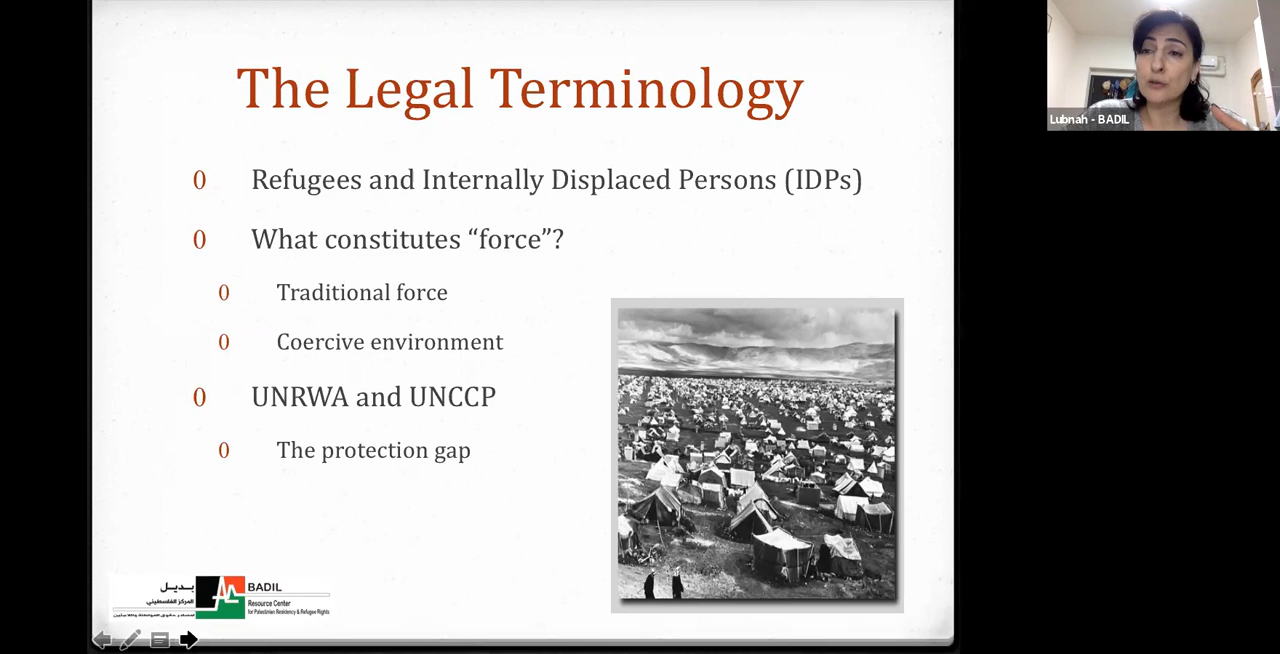 The Legal Terminology
0 Refugees and Internally Displaced Persons (IDPs)
0 What constitutes “force”?
0 Traditional force
0 Coercive environment
0 UNRWA and UNCCP
0 The protection gap
بديل
المركز الفلسطيني
BADIL
Resource Center
for Palestinian Residency & Refugee Rights
Lubnah - BADIL